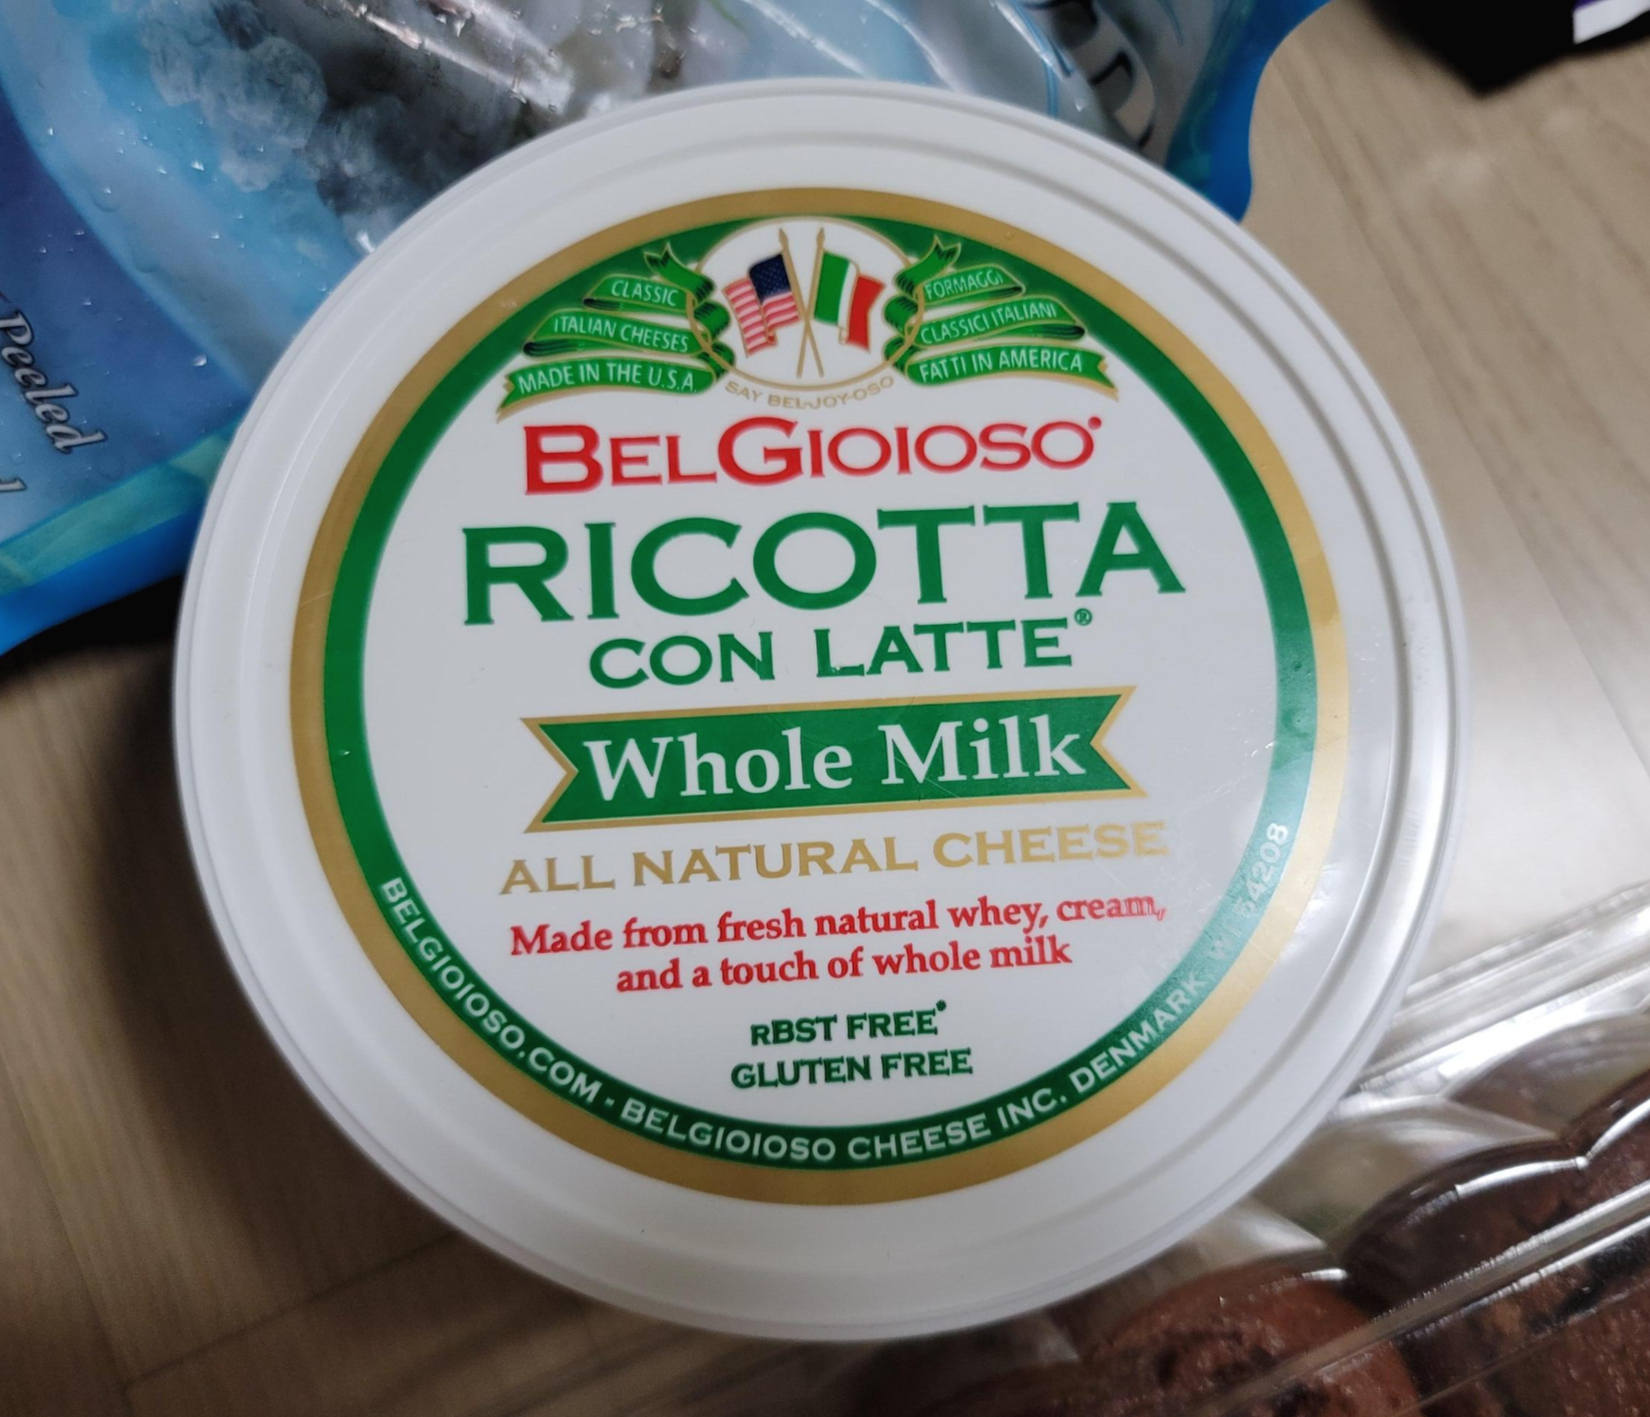 Peeled
CLASSIC
ITALIAN CHEESES
MADE IN THE U.S.A.
FORMAGGI
CLASSICI ITALIANI
FATTI IN AMERICA
SAY BEL-JOY-OSO
BELGIOIOSO
RICOTTA
CON LATTE®
Whole Milk
ALL NATURAL CHEESE
Made from fresh natural whey, cream,
and a touch of whole milk
rBST FREE*
GLUTEN FREE
BELGIOIOSO.COM - BELGIOIOSO CHEESE INC. DENMARK WI 54208